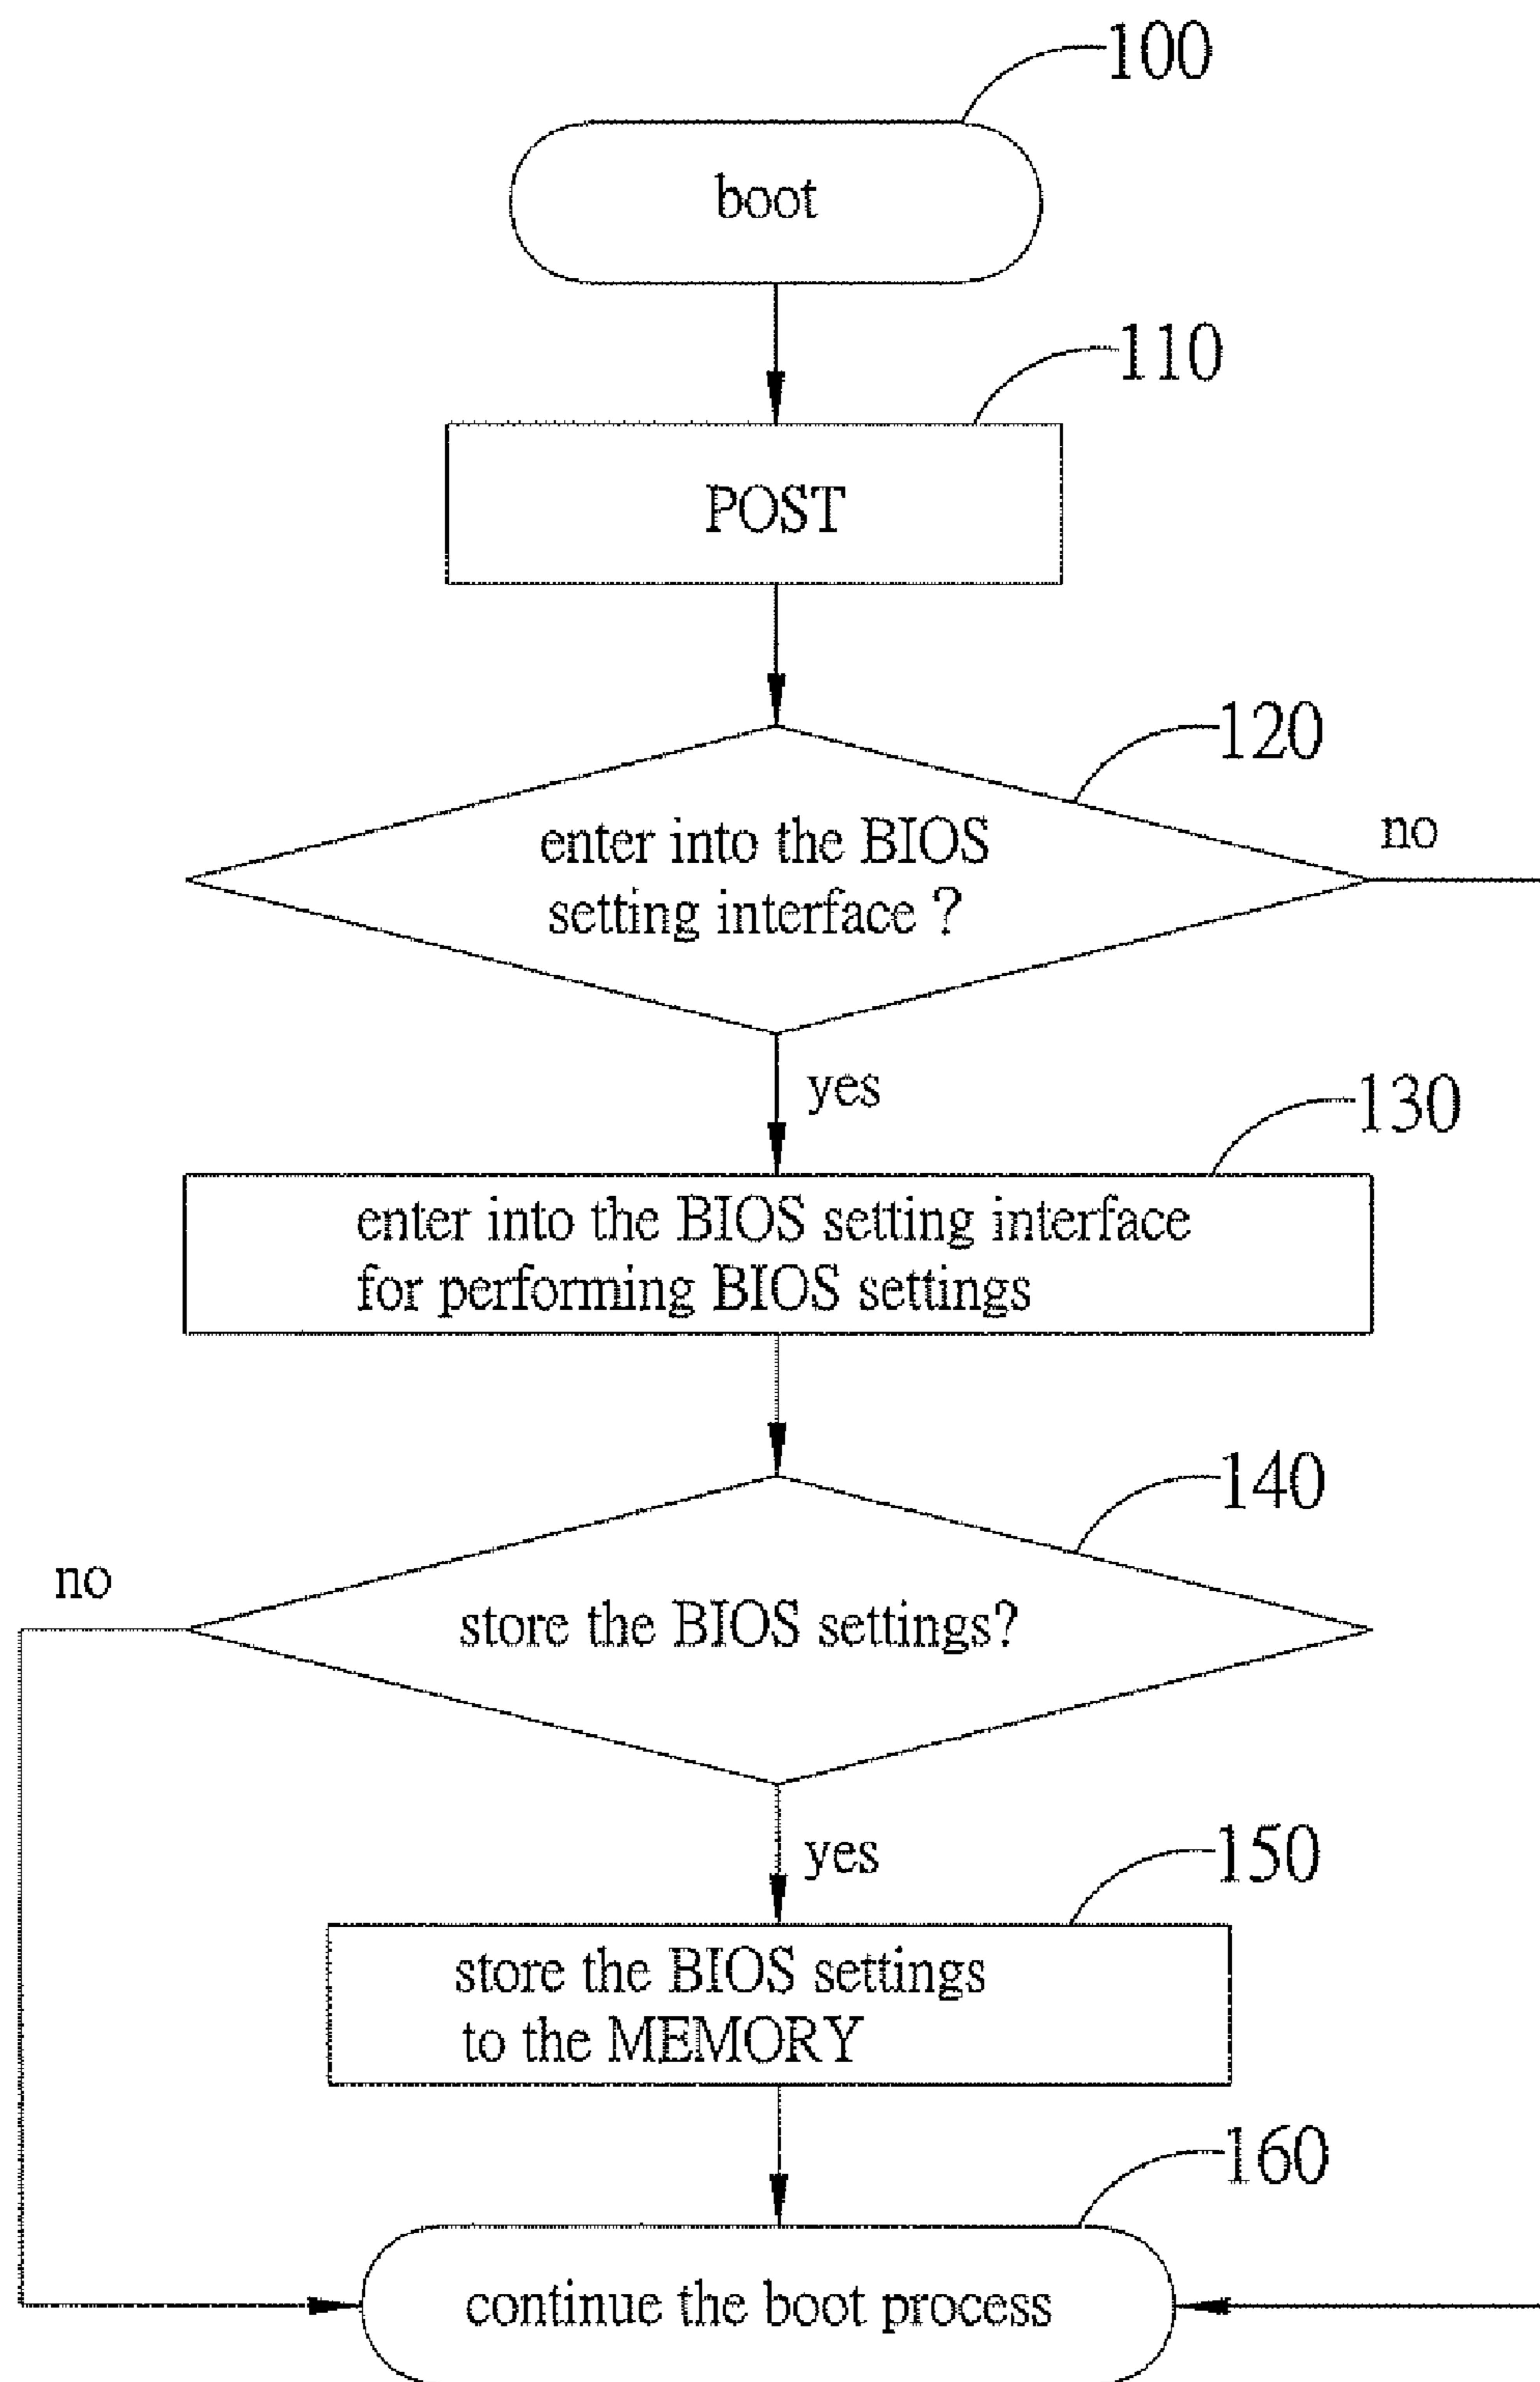 100
boot
110
POST
120
enter into the BIOS
setting interface ?
no
yes
130
enter into the BIOS setting interface
for performing BIOS settings
140
no
store the BIOS settings?
yes
150
store the BIOS settings
to the MEMORY
160
continue the boot process